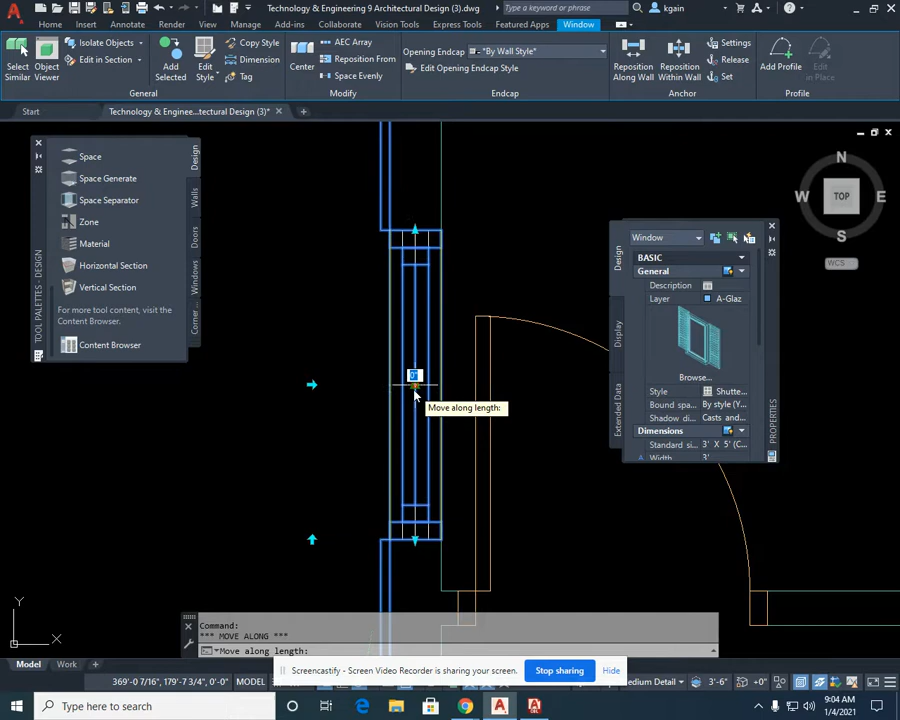 Technology & Engineering 9 Architectural Design (3).dwg
Type a keyword or phrase
kgain
Home Insert Annotate Render View Manage Add-ins Collaborate Vision Tools Express Tools Featured Apps Window
Select Similar
Object Viewer
Isolate Objects
Edit in Section
General
Add Selected
Edit Style
Copy Style
Dimension
Tag
Center
AEC Array
Reposition From
Space Evenly
Modify
Opening Endcap
*By Wall Style*
Edit Opening Endcap Style
Endcap
Reposition Along Wall
Reposition Within Wall
Settings
Release
Set
Anchor
Add Profile
Edit in Place
Profile
Start
Technology & Enginee...tectural Design (3)*
Space
Space Generate
Space Separator
Zone
Material
Horizontal Section
Vertical Section
For more tool content, visit the Content Browser.
Content Browser
TOOL PALETTES - DESIGN
Design
Walls
Doors
Windows
Corner...
N
W
TOP
E
S
WCS
0"
Move along length:
Window
BASIC
General
Description
Layer A-Glaz
Browse...
Style Shutte...
Bound spa... By style (Y...
Shadow di... Casts and...
Dimensions
Standard si... 3' X 5' (C...
Width 3'
Design
Display
Extended Data
PROPERTIES
Y
X
Command:
*** MOVE ALONG ***
Move along length:
Model
Work
Screencastify - Screen Video Recorder is sharing your screen.
Stop sharing
Hide
369'-0 7/16", 179'-7 3/4", 0'-0"
MODEL
Medium Detail
3'-6"
+0"
Type here to search
9:04 AM
1/4/2021